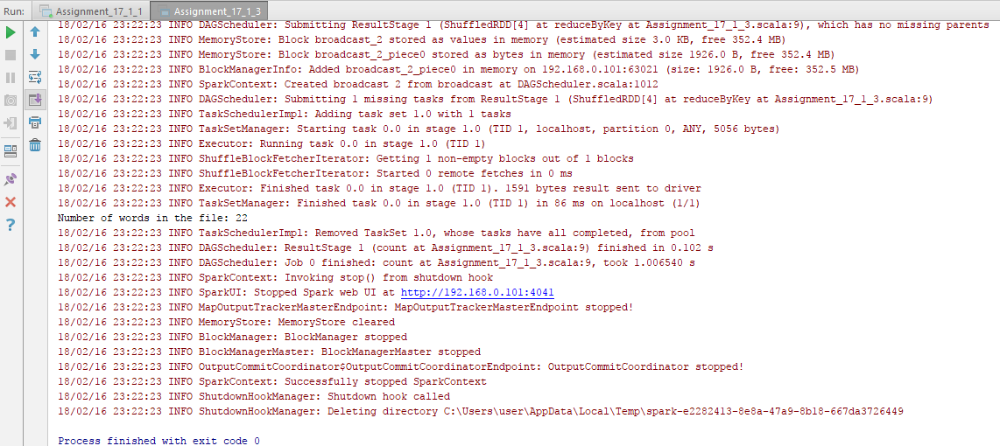 Run: Assignment_17_1_1 Assignment_17_1_3
18/02/16 23:22:23 INFO DAGScheduler: Submitting ResultStage 1 (ShuffledRDD[4] at reduceByKey at Assignment_17_1_3.scala:9), which has no missing parents
18/02/16 23:22:23 INFO MemoryStore: Block broadcast_2 stored as values in memory (estimated size 3.0 KB, free 352.4 MB)
18/02/16 23:22:23 INFO MemoryStore: Block broadcast_2_piece0 stored as bytes in memory (estimated size 1926.0 B, free 352.4 MB)
18/02/16 23:22:23 INFO BlockManagerInfo: Added broadcast_2_piece0 in memory on 192.168.0.101:63021 (size: 1926.0 B, free: 352.5 MB)
18/02/16 23:22:23 INFO SparkContext: Created broadcast 2 from broadcast at DAGScheduler.scala:1012
18/02/16 23:22:23 INFO DAGScheduler: Submitting 1 missing tasks from ResultStage 1 (ShuffledRDD[4] at reduceByKey at Assignment_17_1_3.scala:9)
18/02/16 23:22:23 INFO TaskSchedulerImpl: Adding task set 1.0 with 1 tasks
18/02/16 23:22:23 INFO TaskSetManager: Starting task 0.0 in stage 1.0 (TID 1, localhost, partition 0, ANY, 5056 bytes)
18/02/16 23:22:23 INFO Executor: Running task 0.0 in stage 1.0 (TID 1)
18/02/16 23:22:23 INFO ShuffleBlockFetcherIterator: Getting 1 non-empty blocks out of 1 blocks
18/02/16 23:22:23 INFO ShuffleBlockFetcherIterator: Started 0 remote fetches in 0 ms
18/02/16 23:22:23 INFO Executor: Finished task 0.0 in stage 1.0 (TID 1). 1591 bytes result sent to driver
18/02/16 23:22:23 INFO TaskSetManager: Finished task 0.0 in stage 1.0 (TID 1) in 86 ms on localhost (1/1)
Number of words in the file: 22
18/02/16 23:22:23 INFO TaskSchedulerImpl: Removed TaskSet 1.0, whose tasks have all completed, from pool
18/02/16 23:22:23 INFO DAGScheduler: ResultStage 1 (count at Assignment_17_1_3.scala:9) finished in 0.102 s
18/02/16 23:22:23 INFO DAGScheduler: Job 0 finished: count at Assignment_17_1_3.scala:9, took 1.006540 s
18/02/16 23:22:23 INFO SparkContext: Invoking stop() from shutdown hook
18/02/16 23:22:23 INFO SparkUI: Stopped Spark web UI at http://192.168.0.101:4041
18/02/16 23:22:23 INFO MapOutputTrackerMasterEndpoint: MapOutputTrackerMasterEndpoint stopped!
18/02/16 23:22:23 INFO MemoryStore: MemoryStore cleared
18/02/16 23:22:23 INFO BlockManager: BlockManager stopped
18/02/16 23:22:23 INFO BlockManagerMaster: BlockManagerMaster stopped
18/02/16 23:22:23 INFO OutputCommitCoordinator$OutputCommitCoordinatorEndpoint: OutputCommitCoordinator stopped!
18/02/16 23:22:23 INFO SparkContext: Successfully stopped SparkContext
18/02/16 23:22:23 INFO ShutdownHookManager: Shutdown hook called
18/02/16 23:22:23 INFO ShutdownHookManager: Deleting directory C:\Users\user\AppData\Local\Temp\spark-e2282413-8e8a-47a9-8b18-667da3726449
Process finished with exit code 0